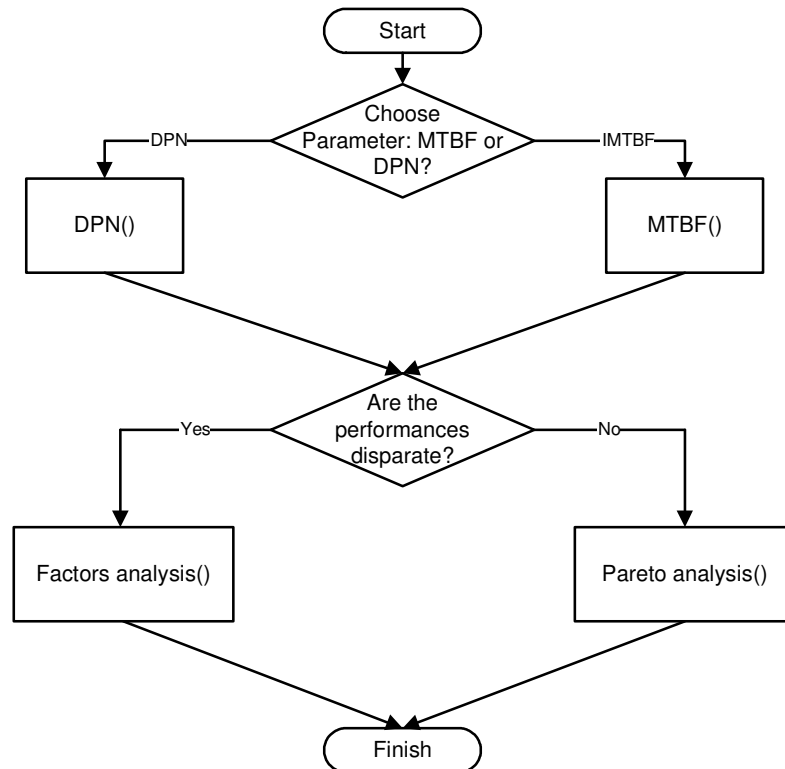 Start
Choose
Parameter: MTBF or
DPN?
DPN
IMTBF
DPN()
MTBF()
Are the
performances
disparate?
Yes
No
Factors analysis()
Pareto analysis()
Finish